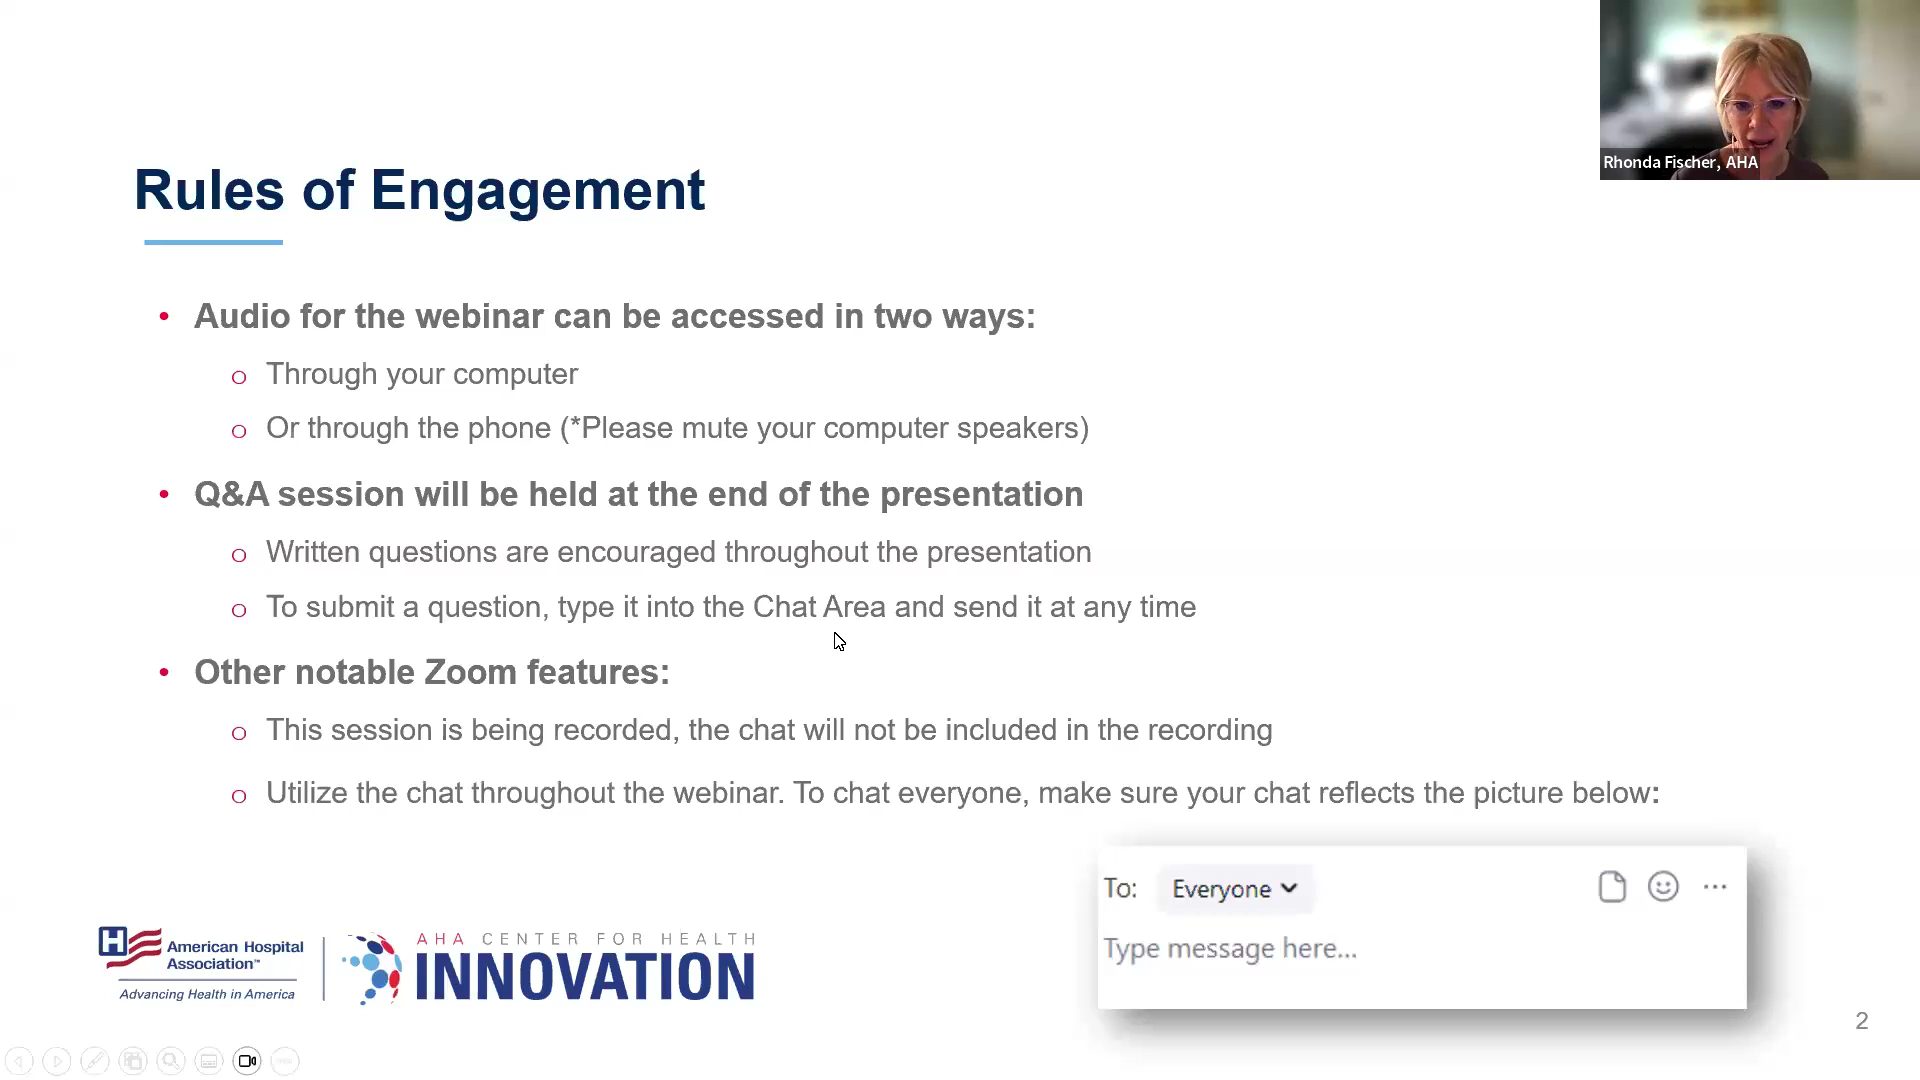 Rhonda Fischer, AHA
Rules of Engagement
• Audio for the webinar can be accessed in two ways:
o Through your computer
o Or through the phone (*Please mute your computer speakers)
• Q&A session will be held at the end of the presentation
o Written questions are encouraged throughout the presentation
o To submit a question, type it into the Chat Area and send it at any time
• Other notable Zoom features:
o This session is being recorded, the chat will not be included in the recording
o Utilize the chat throughout the webinar. To chat everyone, make sure your chat reflects the picture below:
To: Everyone
Type message here...
H American Hospital
Association™
Advancing Health in America
AHA CENTER FOR HEALTH
INNOVATION
2